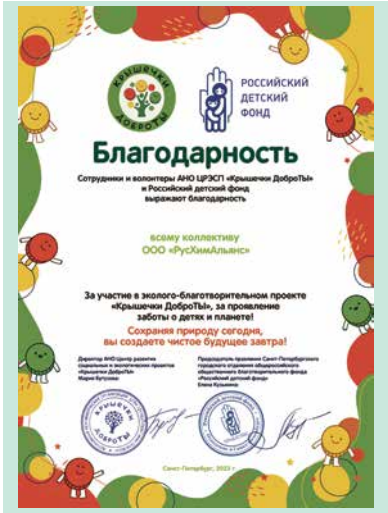 КРЫШЕЧКИ
ДОБРОТЫ
РОССИЙСКИЙ
ДЕТСКИЙ
ФОНД
Благодарность
Сотрудники и волонтеры АНО ЦРЭСП «Крышечки ДоброТЫ»
и Российский детский фонд
выражают благодарность
всему коллективу
ООО «РусХимАльянс»
За участие в эколого-благотворительном проекте
«Крышечки ДоброТЫ», за проявление
заботы о детях и планете!
Сохраняя природу сегодня,
вы создаете чистое будущее завтра!
Директор АНО Центр развития
социальных и экологических проектов
«Крышечки ДоброТЫ»
Мария
Председатель правления Санкт-Петербургского
городского отделения общероссийского
общественного благотворительного фонда
«Российский детский фонд»
Елена Кузьмина
КРЫШЕЧКИ
ДОБРОТЫ
Санкт-Петербург, г.